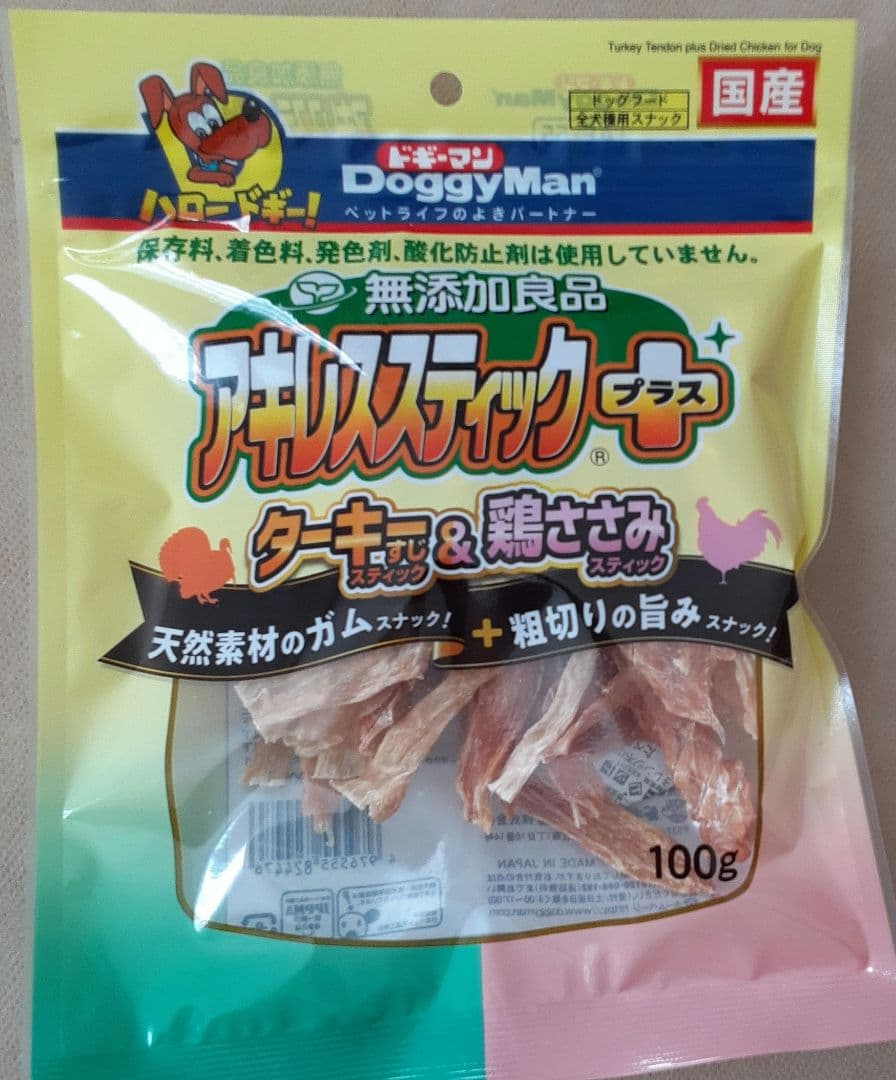 Turkey Tendon plus Dried Chicken for Dog
国産
ドッグフード
全犬種用スナック
ハロードギー!
ドギーマン
DoggyMan®
ペットライフのよきパートナー
保存料、着色料、発色剤、酸化防止剤は使用していません。
無添加良品
アキレススティック®
プラス
ターキーすじスティック&鶏ささみスティック
天然素材のガムスナック!
+粗切りの旨みスナック!
100g
MADE IN JAPAN
4 976555 824476